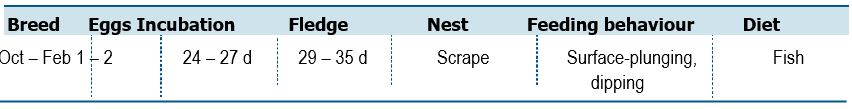 Breed Eggs Incubation Fledge Nest Feeding behaviour Diet
Oct – Feb 1 – 2 24 – 27 d 29 – 35 d Scrape Surface-plunging, Fish
dipping